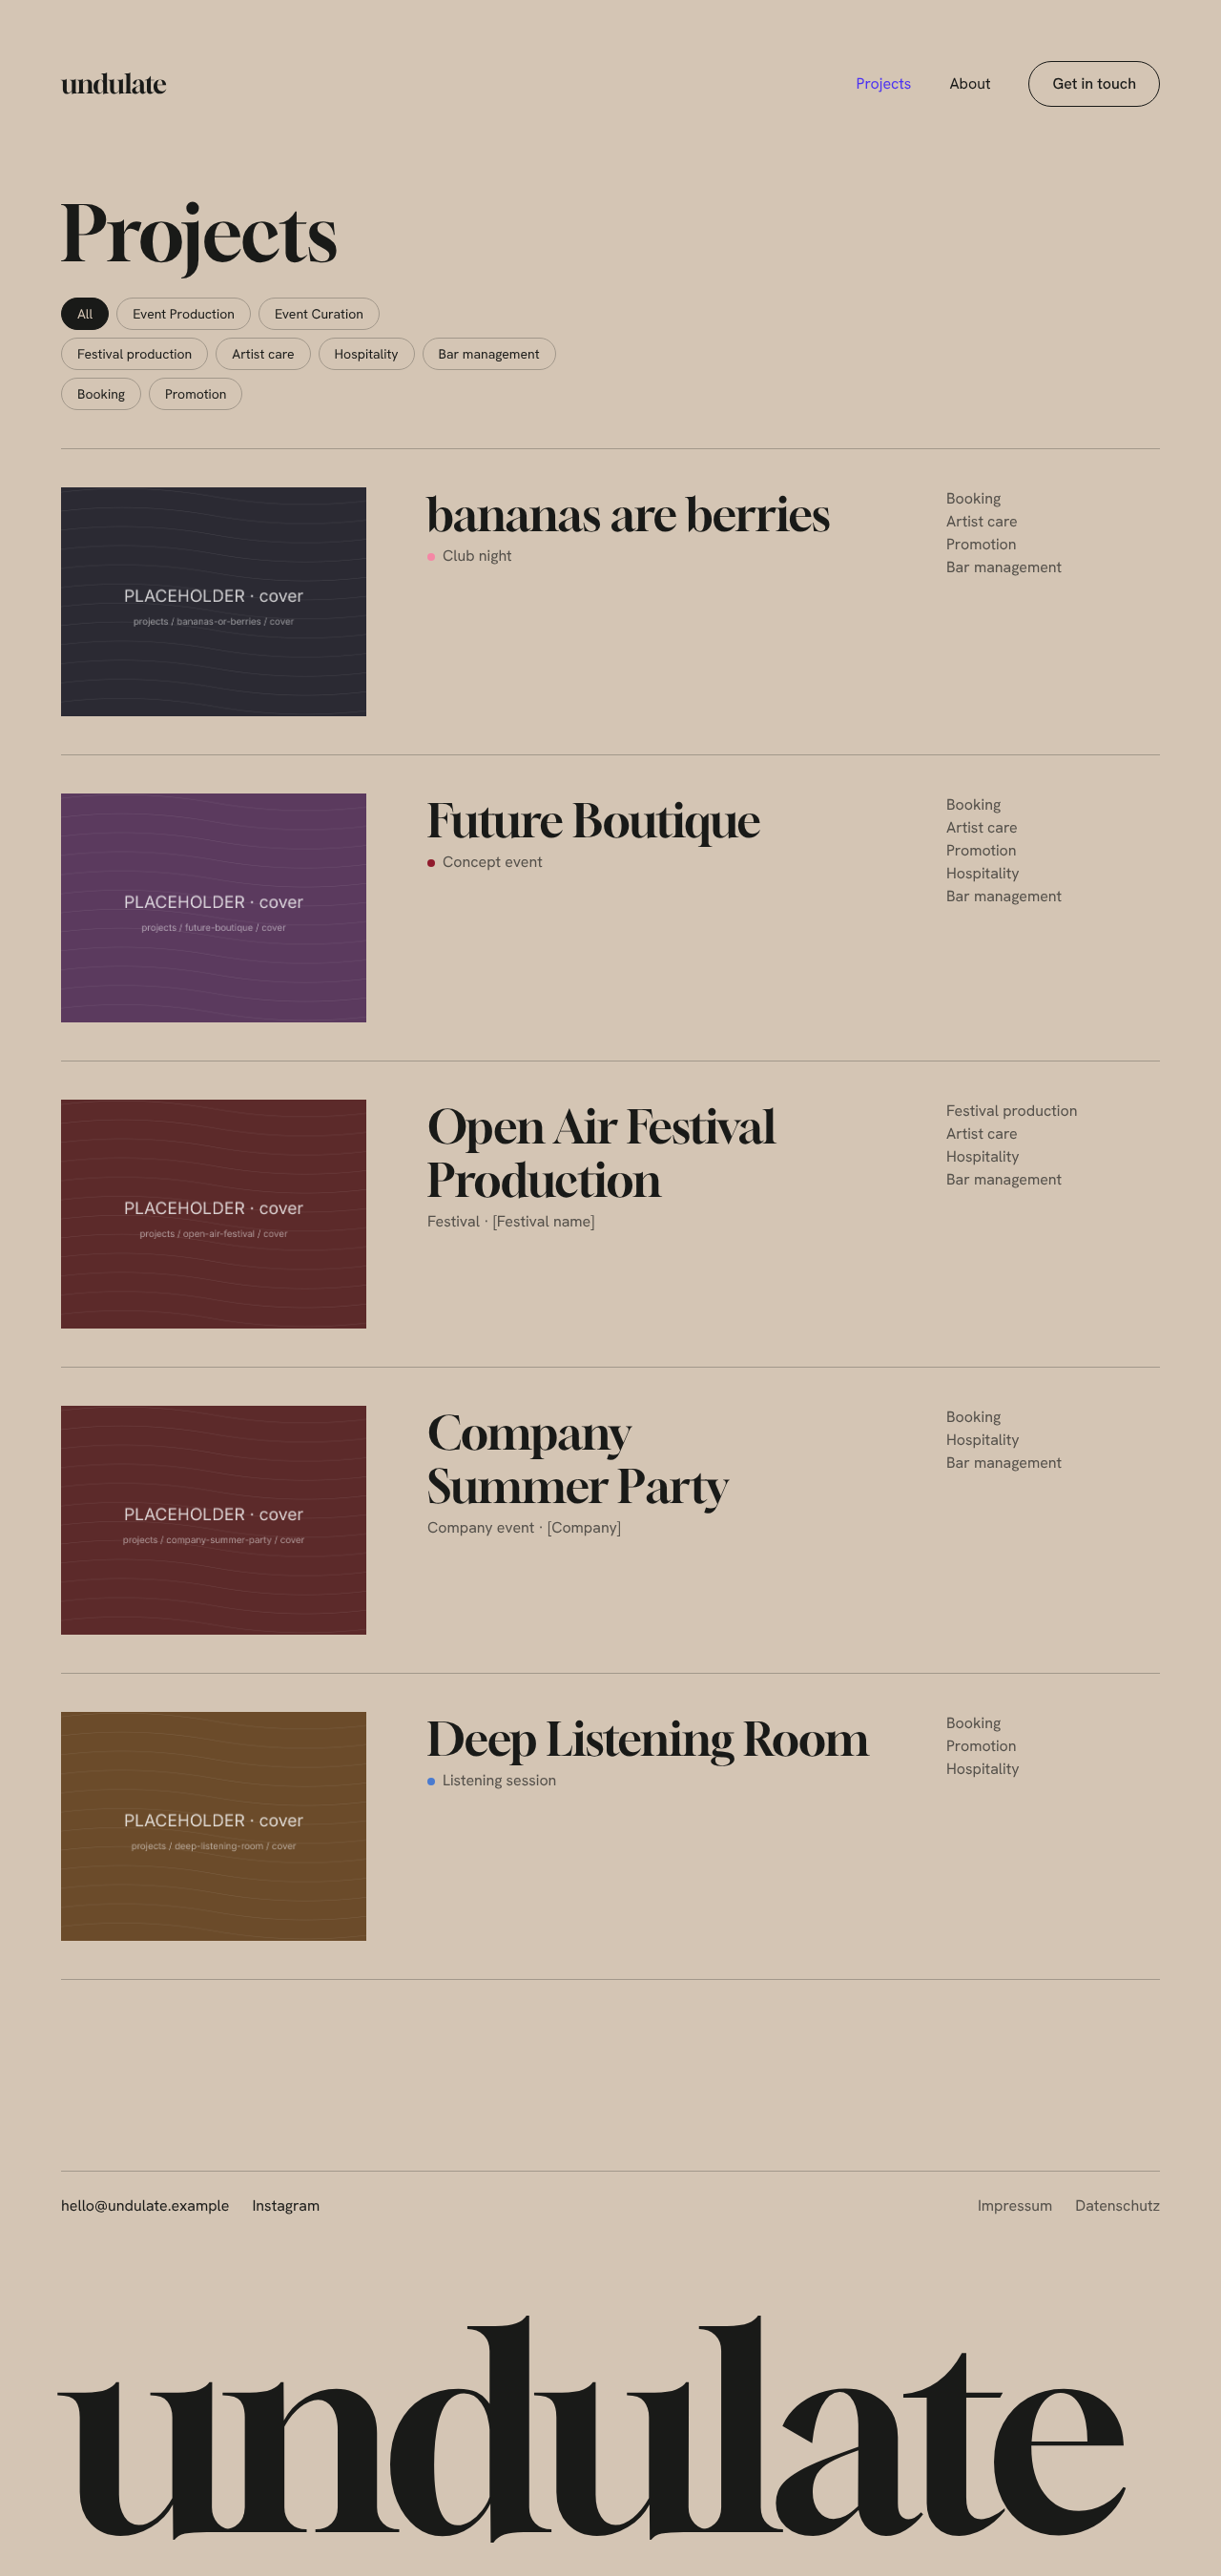 undulate
Projects About Get in touch
Projects
All Event Production Event Curation
Festival production Artist care Hospitality Bar management
Booking Promotion
PLACEHOLDER · cover
projects / bananas-or-berries / cover
bananas are berries
Club night
Booking
Artist care
Promotion
Bar management
PLACEHOLDER · cover
projects / future-boutique / cover
Future Boutique
Concept event
Booking
Artist care
Promotion
Hospitality
Bar management
PLACEHOLDER · cover
projects / open-air-festival / cover
Open Air Festival
Production
Festival · [Festival name]
Festival production
Artist care
Hospitality
Bar management
PLACEHOLDER · cover
projects / company-summer-party / cover
Company
Summer Party
Company event · [Company]
Booking
Hospitality
Bar management
PLACEHOLDER · cover
projects / deep-listening-room / cover
Deep Listening Room
Listening session
Booking
Promotion
Hospitality
hello@undulate.example Instagram Impressum Datenschutz
undulate